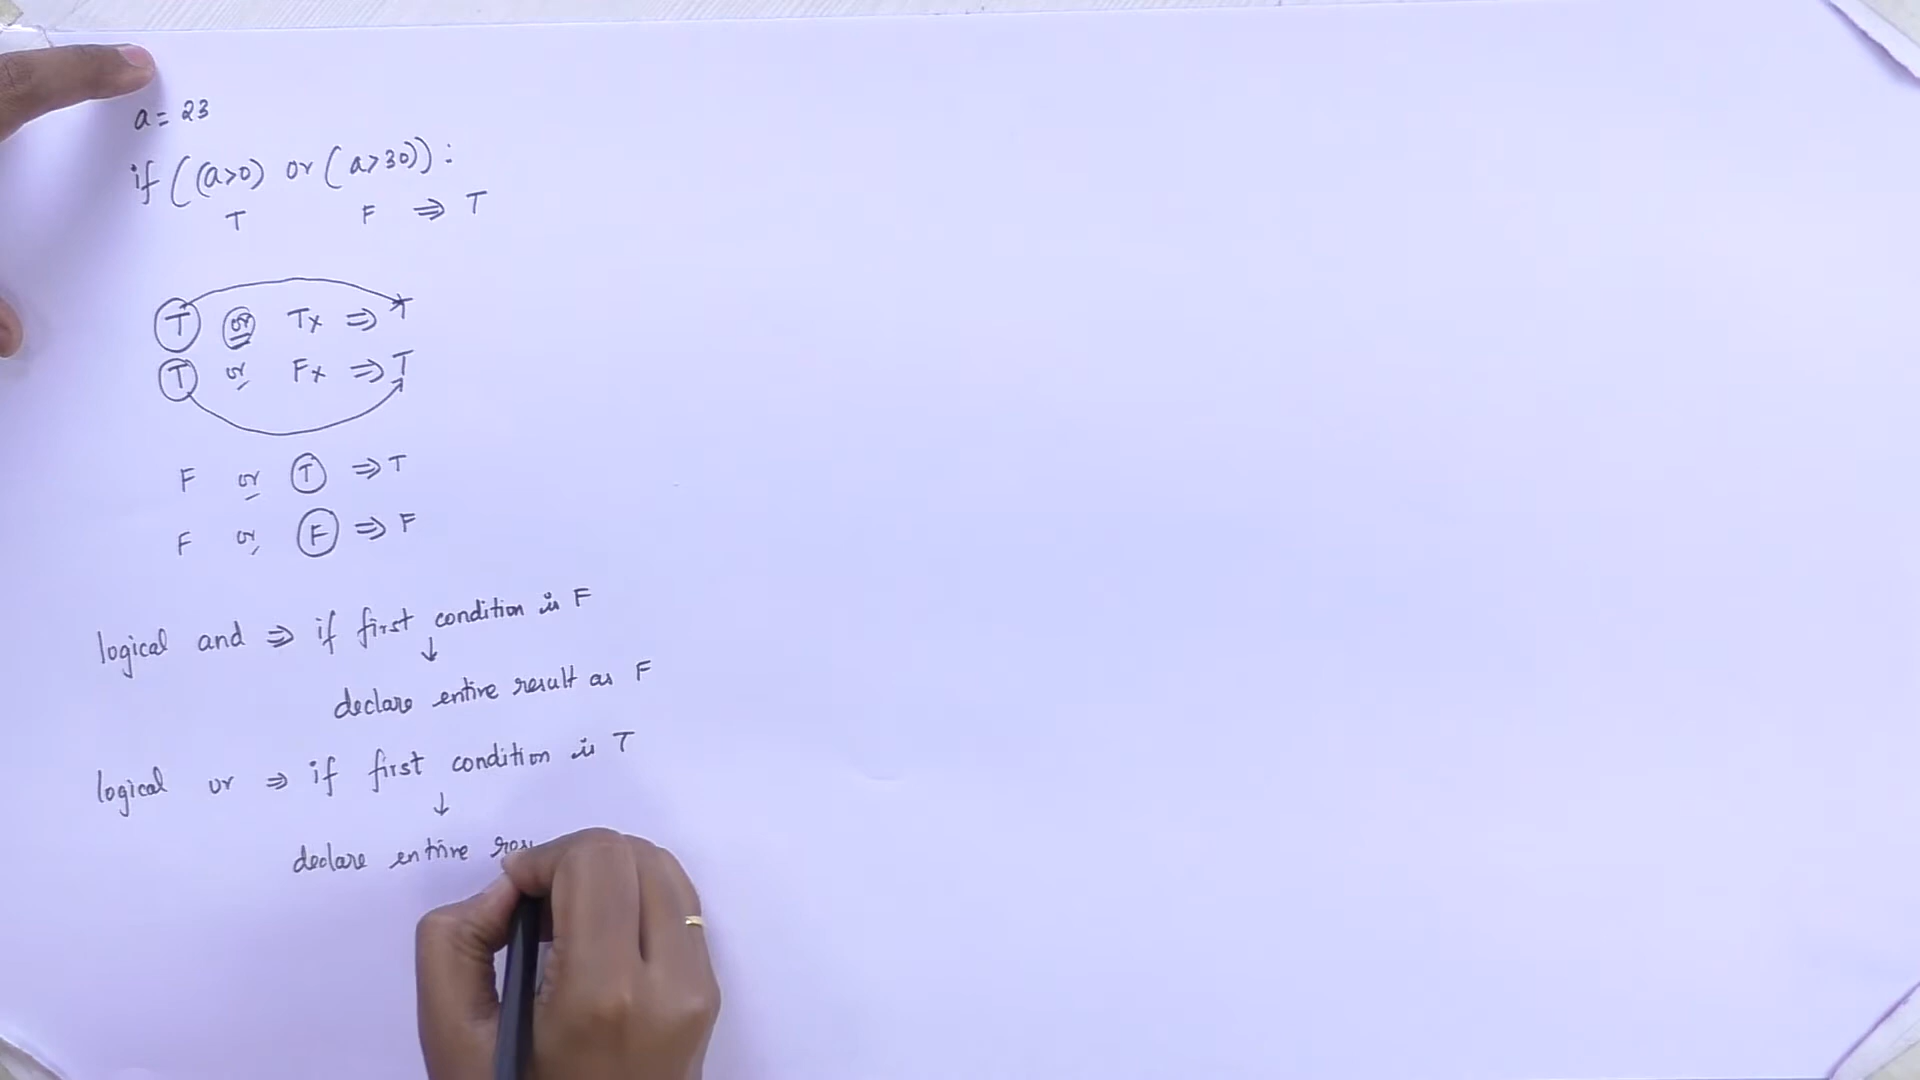 a = 23
if ((a>0) or (a>30)):
T F ⇒ T
T or Tx ⇒ T
T or Fx ⇒ T
F or T ⇒ T
F or F ⇒ F
logical and ⇒ if first condition is F
↓
declare entire result as F
logical or ⇒ if first condition is T
↓
declare entire resu